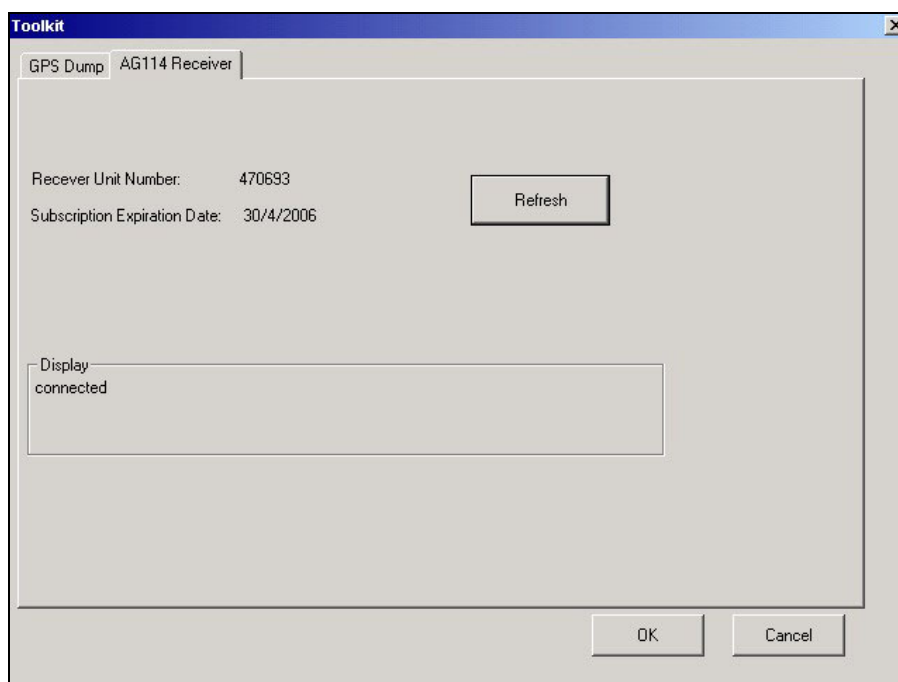 Toolkit
GPS Dump AG114 Receiver
Recever Unit Number: 470693
Refresh
Subscription Expiration Date: 30/4/2006
Display
connected
OK Cancel